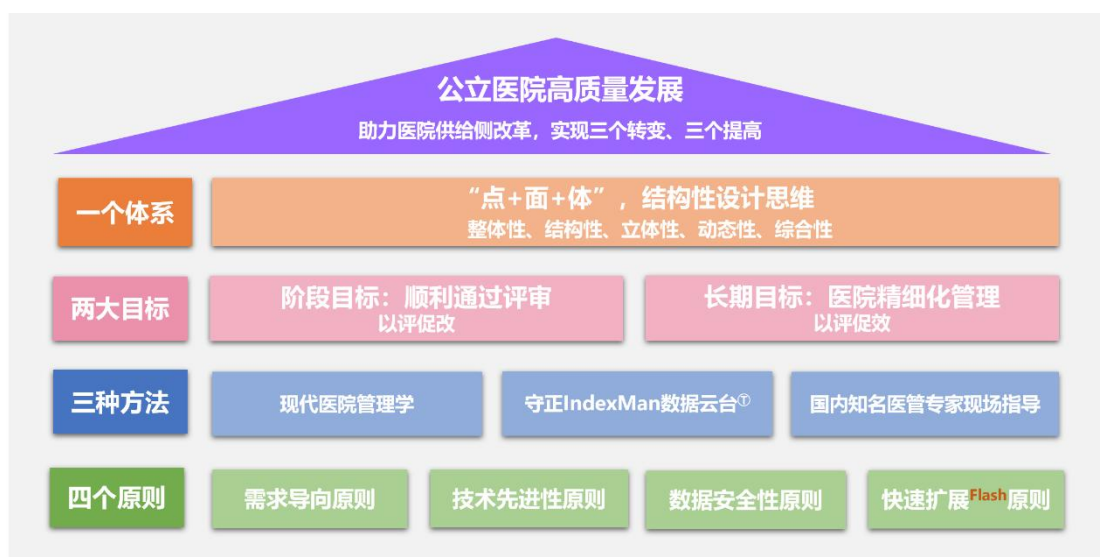 公立医院高质量发展
助力医院供给侧改革，实现三个转变、三个提高
一个体系
“点+面+体”，结构性设计思维
整体性、结构性、立体性、动态性、综合性
两大目标
阶段目标：顺利通过评审
以评促改
长期目标：医院精细化管理
以评促效
三种方法
现代医院管理学
守正IndexMan数据云台Ⓣ
国内知名医管专家现场指导
四个原则
需求导向原则
技术先进性原则
数据安全性原则
快速扩展Flash原则